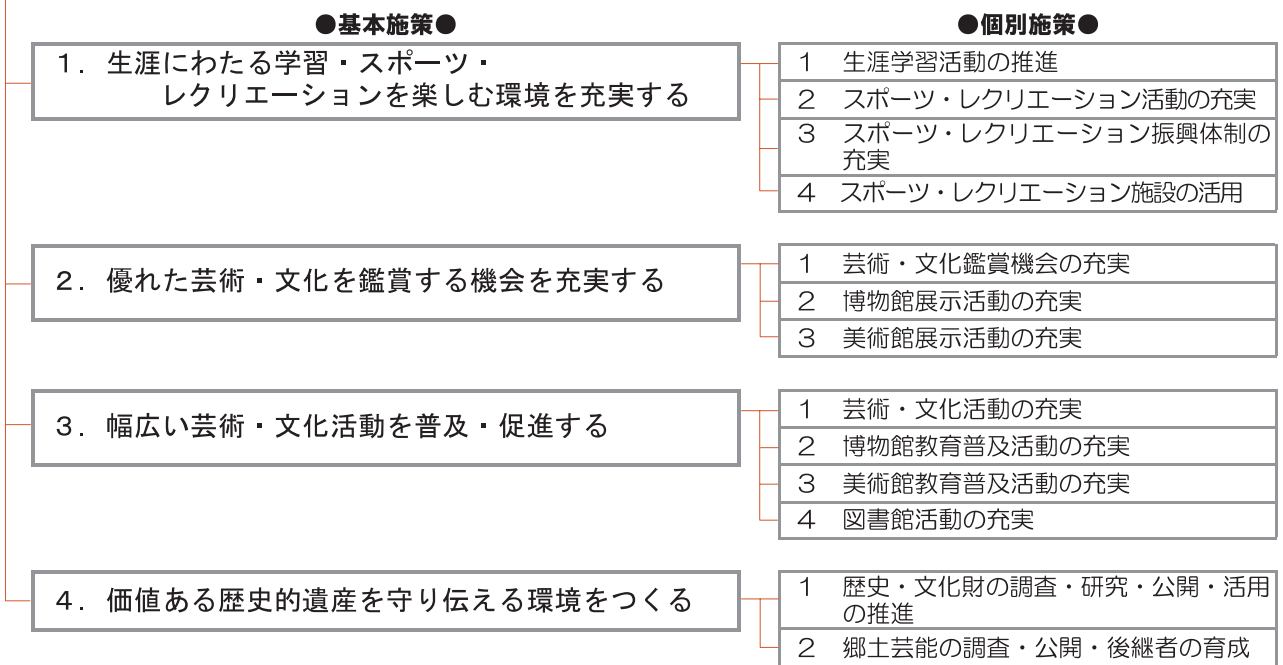 ●基本施策●
●個別施策●
1．生涯にわたる学習・スポーツ・
レクリエーションを楽しむ環境を充実する
1 生涯学習活動の推進
2 スポーツ・レクリエーション活動の充実
3 スポーツ・レクリエーション振興体制の
充実
4 スポーツ・レクリエーション施設の活用
2．優れた芸術・文化を鑑賞する機会を充実する
1 芸術・文化鑑賞機会の充実
2 博物館展示活動の充実
3 美術館展示活動の充実
3．幅広い芸術・文化活動を普及・促進する
1 芸術・文化活動の充実
2 博物館教育普及活動の充実
3 美術館教育普及活動の充実
4 図書館活動の充実
4．価値ある歴史的遺産を守り伝える環境をつくる
1 歴史・文化財の調査・研究・公開・活用
の推進
2 郷土芸能の調査・公開・後継者の育成